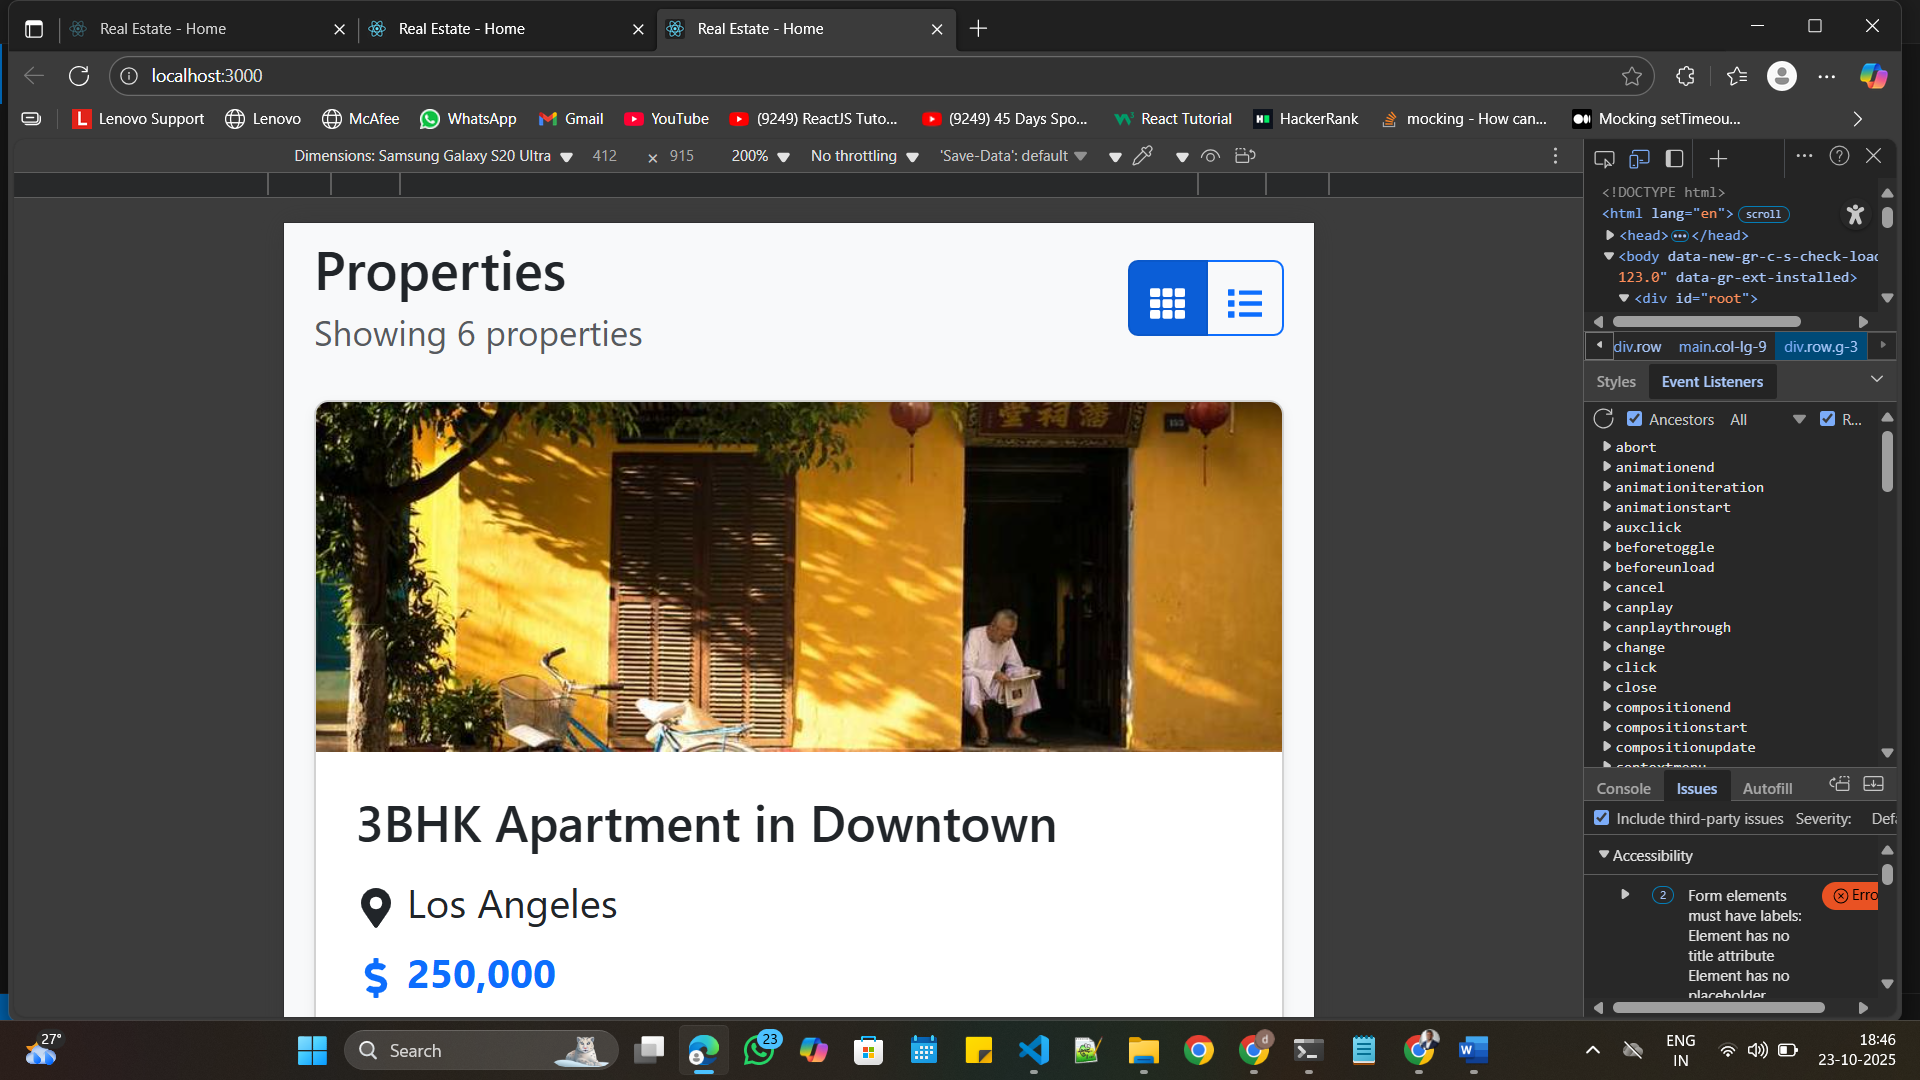 Real Estate - Home
Real Estate - Home
Real Estate - Home
localhost:3000
Lenovo Support
Lenovo
McAfee
WhatsApp
Gmail
YouTube
(9249) ReactJS Tuto...
(9249) 45 Days Spo...
React Tutorial
HackerRank
mocking - How can...
Mocking setTimeou...
Dimensions: Samsung Galaxy S20 Ultra
412 × 915
200%
No throttling
'Save-Data': default
Properties
Showing 6 properties
堂祠潘
3BHK Apartment in Downtown
Los Angeles
$ 250,000
<!DOCTYPE html>
<html lang="en"> scroll
<head>•••</head>
<body data-new-gr-c-s-check-load
123.0" data-gr-ext-installed>
<div id="root">
div.row main.col-lg-9 div.row.g-3
Styles Event Listeners
Ancestors All R...
abort
animationend
animationiteration
animationstart
auxclick
beforetoggle
beforeunload
cancel
canplay
canplaythrough
change
click
close
compositionend
compositionstart
compositionupdate
Console Issues Autofill
Include third-party issues Severity: Defa
Accessibility
2 Form elements
must have labels:
Element has no
title attribute
Element has no
placeholder
Erro
27°
Search
23
d
ENG
IN
18:46
23-10-2025